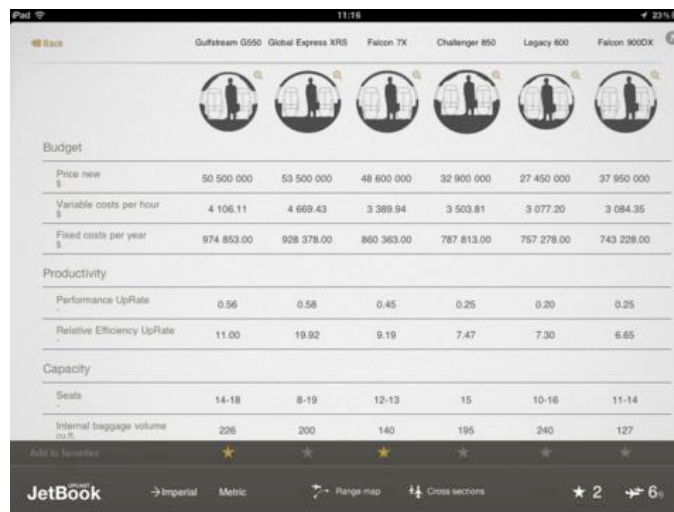 iPad 11:16 23%
Back Gulfstream G550 Global Express XRS Falcon 7X Challenger 850 Legacy 600 Falcon 900DX
Budget
Price new
$
50 500 000 53 500 000 48 600 000 32 900 000 27 450 000 37 950 000
Variable costs per hour
$
4 106.11 4 669.43 3 389.94 3 503.81 3 077.20 3 084.35
Fixed costs per year
$
974 853.00 928 378.00 860 363.00 787 813.00 757 278.00 743 228.00
Productivity
Performance UpRate
-
0.56 0.58 0.45 0.25 0.20 0.25
Relative Efficiency UpRate
-
11.00 19.92 9.19 7.47 7.30 6.65
Capacity
Seats
-
14-18 8-19 12-13 15 10-16 11-14
Internal baggage volume
cu.ft.
226 200 140 195 240 127
Add to favorites
JetBook Imperial Metric Range map Cross sections 2 6